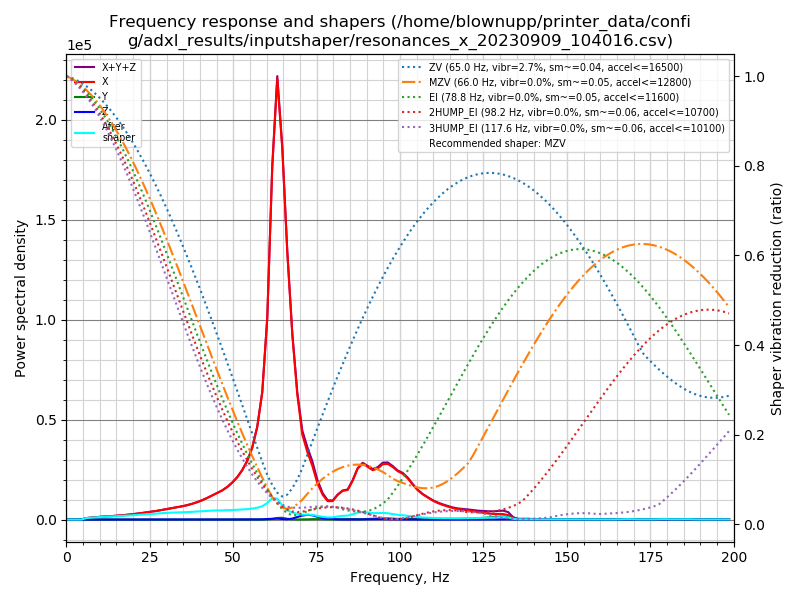 Frequency response and shapers (/home/blownupp/printer_data/confi
g/adxl_results/inputshaper/resonances_x_20230909_104016.csv)
1e5
X+Y+Z
X
Y
Z
After
shaper
ZV (65.0 Hz, vibr=2.7%, sm~=0.04, accel<=16500)
MZV (66.0 Hz, vibr=0.0%, sm~=0.05, accel<=12800)
EI (78.8 Hz, vibr=0.0%, sm~=0.05, accel<=11600)
2HUMP_EI (98.2 Hz, vibr=0.0%, sm~=0.06, accel<=10700)
3HUMP_EI (117.6 Hz, vibr=0.0%, sm~=0.06, accel<=10100)
Recommended shaper: MZV
Power spectral density
2.0
1.5
1.0
0.5
0.0
1.0
0.8
0.6
0.4
0.2
0.0
Shaper vibration reduction (ratio)
0 25 50 75 100 125 150 175 200
Frequency, Hz